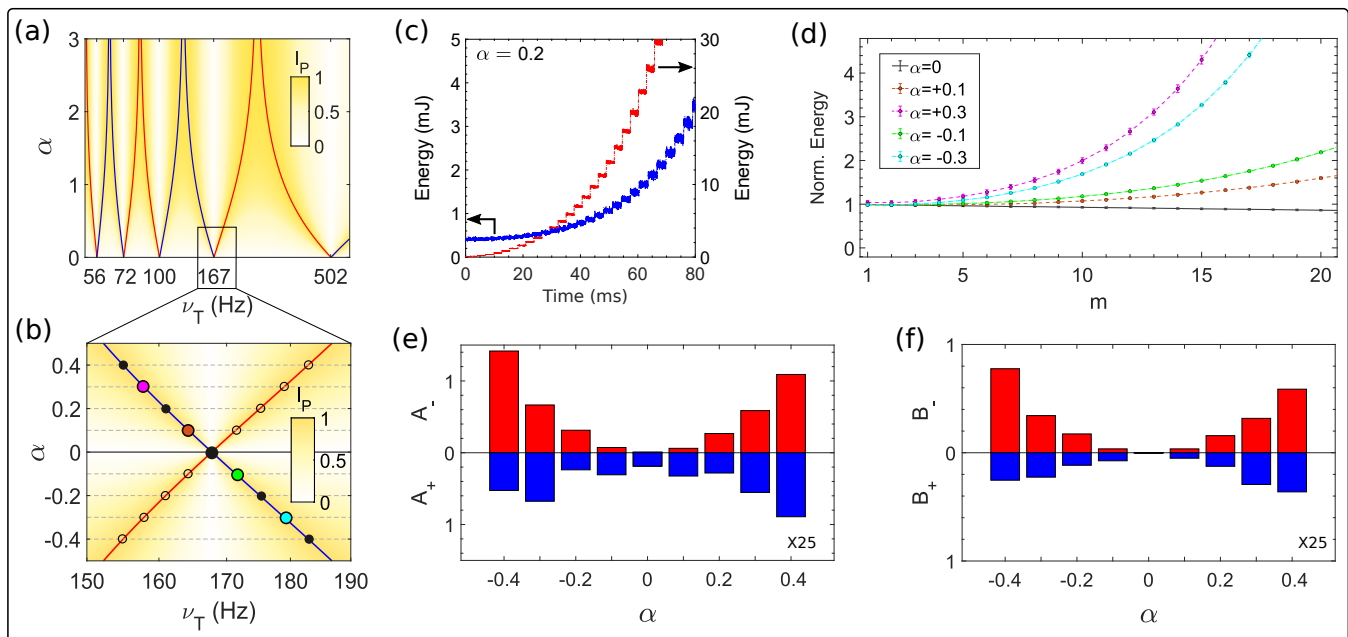 (a)
3
2
1
0
α
I_P
1
0.5
0
56 72 100 167 502
ν_T (Hz)
(b)
0.4
0.2
0
-0.2
-0.4
α
I_P
1
0.5
0
150 160 170 180 190
ν_T (Hz)
(c)
α = 0.2
5
4
3
2
1
0
Energy (mJ)
30
20
10
0
Energy (mJ)
0 20 40 60 80
Time (ms)
(d)
4
3
2
1
0
Norm. Energy
α=0
α=+0.1
α=+0.3
α= -0.1
α= -0.3
1 5 10 15 20
m
(e)
1
0
1
A_-
A_+
X25
-0.4 -0.2 0 0.2 0.4
α
(f)
1
0
1
B_-
B_+
X25
-0.4 -0.2 0 0.2 0.4
α